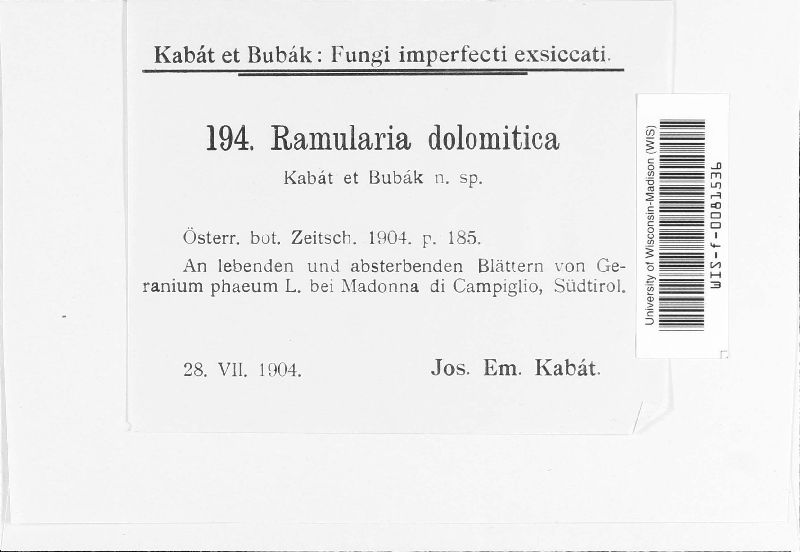 Kabát et Bubák: Fungi imperfecti exsiccati.
194. Ramularia dolomitica
Kabát et Bubák n. sp.
Österr. bot. Zeitsch. 1904. p. 185.
An lebenden und absterbenden Blättern von Ge-
ranium phaeum L. bei Madonna di Campiglio, Südtirol.
28. VII. 1904.
Jos. Em. Kabát.
University of Wisconsin-Madison (WIS)
WIS-f-0081536